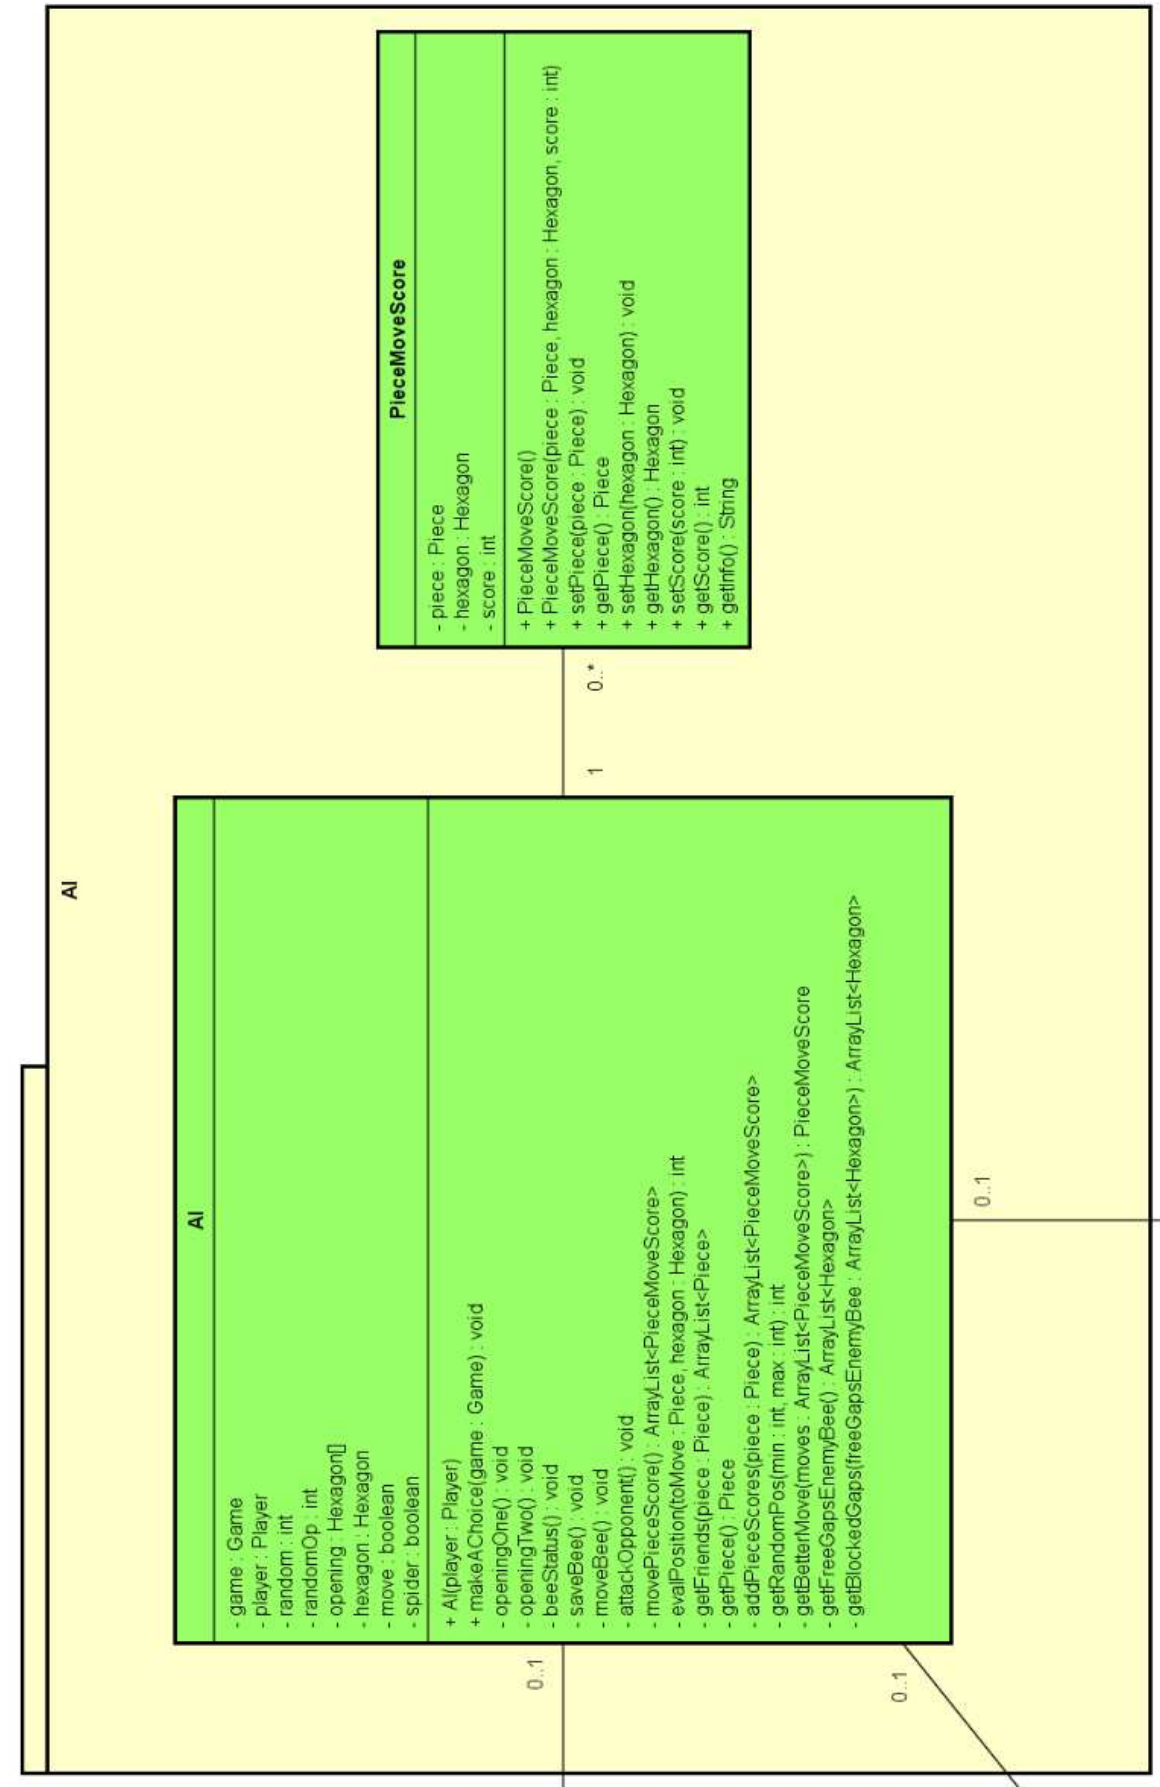 AI
AI
- game : Game
- player : Player
- random : int
- randomOp : int
- opening : Hexagon[]
- hexagon : Hexagon
- move : boolean
- spider : boolean
+ AI(player : Player)
+ makeAChoice(game : Game) : void
- openingOne() : void
- openingTwo() : void
- beeStatus() : void
- saveBee() : void
- moveBee() : void
- attackOpponent() : void
- movePieceScore() : ArrayList<PieceMoveScore>
- evalPosition(toMove : Piece, hexagon : Hexagon) : int
- getFriends(piece : Piece) : ArrayList<Piece>
- getPiece() : Piece
- addPieceScores(piece : Piece) : ArrayList<PieceMoveScore>
- getRandomPos(min : int, max : int) : int
- getBetterMove(moves : ArrayList<PieceMoveScore>) : PieceMoveScore
- getFreeGapsEnemyBee() : ArrayList<Hexagon>
- getBlockedGaps(freeGapsEnemyBee : ArrayList<Hexagon>) : ArrayList<Hexagon>
0..1
0..1
0..1
1
0..*
PieceMoveScore
- piece : Piece
- hexagon : Hexagon
- score : int
+ PieceMoveScore()
+ PieceMoveScore(piece : Piece, hexagon : Hexagon, score : int)
+ setPiece(piece : Piece) : void
+ getPiece() : Piece
+ setHexagon(hexagon : Hexagon) : void
+ getHexagon() : Hexagon
+ setScore(score : int) : void
+ getScore() : int
+ getInfo() : String